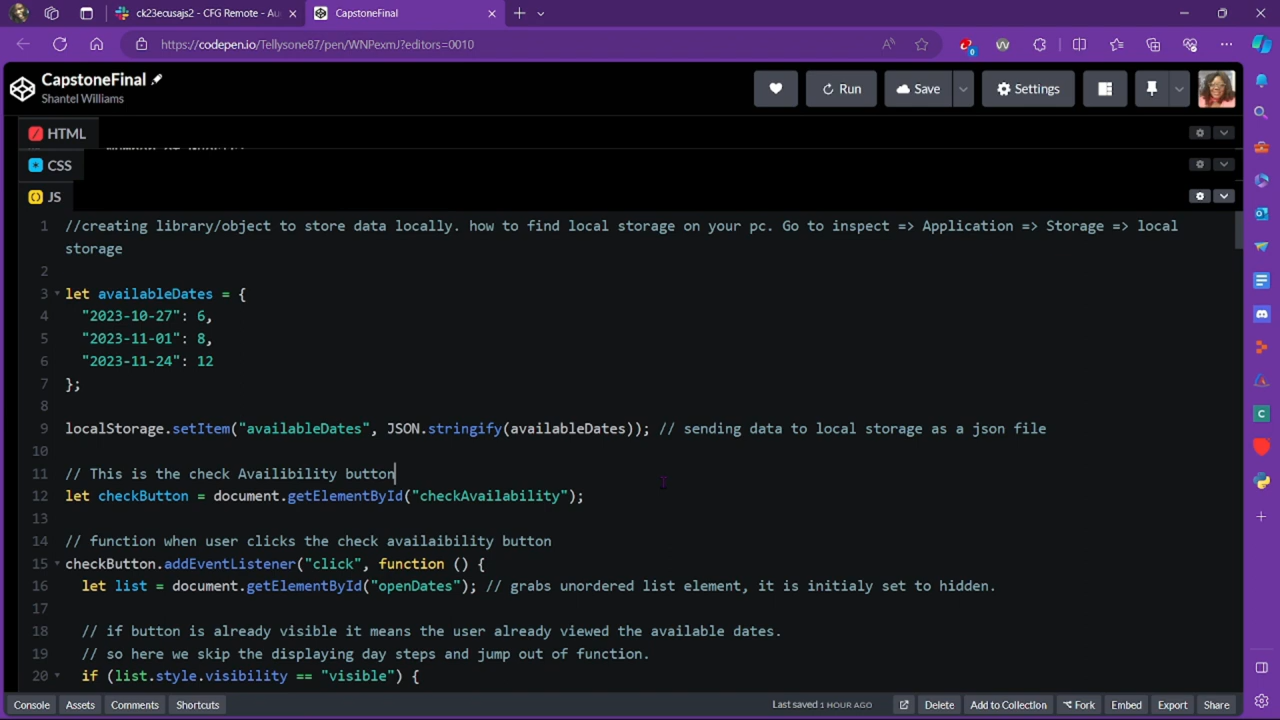 ck23ecusajs2 - CFG Remote - Au
CapstoneFinal
https://codepen.io/Tellysone87/pen/WNPexmJ?editors=0010
CapstoneFinal
Shantel Williams
Run
Save
Settings
HTML
CSS
JS
1 //creating library/object to store data locally. how to find local storage on your pc. Go to inspect => Application => Storage => local
storage
2
3 let availableDates = {
4 "2023-10-27": 6,
5 "2023-11-01": 8,
6 "2023-11-24": 12
7 };
8
9 localStorage.setItem("availableDates", JSON.stringify(availableDates)); // sending data to local storage as a json file
10
11 // This is the check Availibility button
12 let checkButton = document.getElementById("checkAvailability");
13
14 // function when user clicks the check availaibility button
15 checkButton.addEventListener("click", function () {
16 let list = document.getElementById("openDates"); // grabs unordered list element, it is initialy set to hidden.
17
18 // if button is already visible it means the user already viewed the available dates.
19 // so here we skip the displaying day steps and jump out of function.
20 if (list.style.visibility == "visible") {
Console Assets Comments Shortcuts Last saved 1 HOUR AGO Delete Add to Collection Fork Embed Export Share